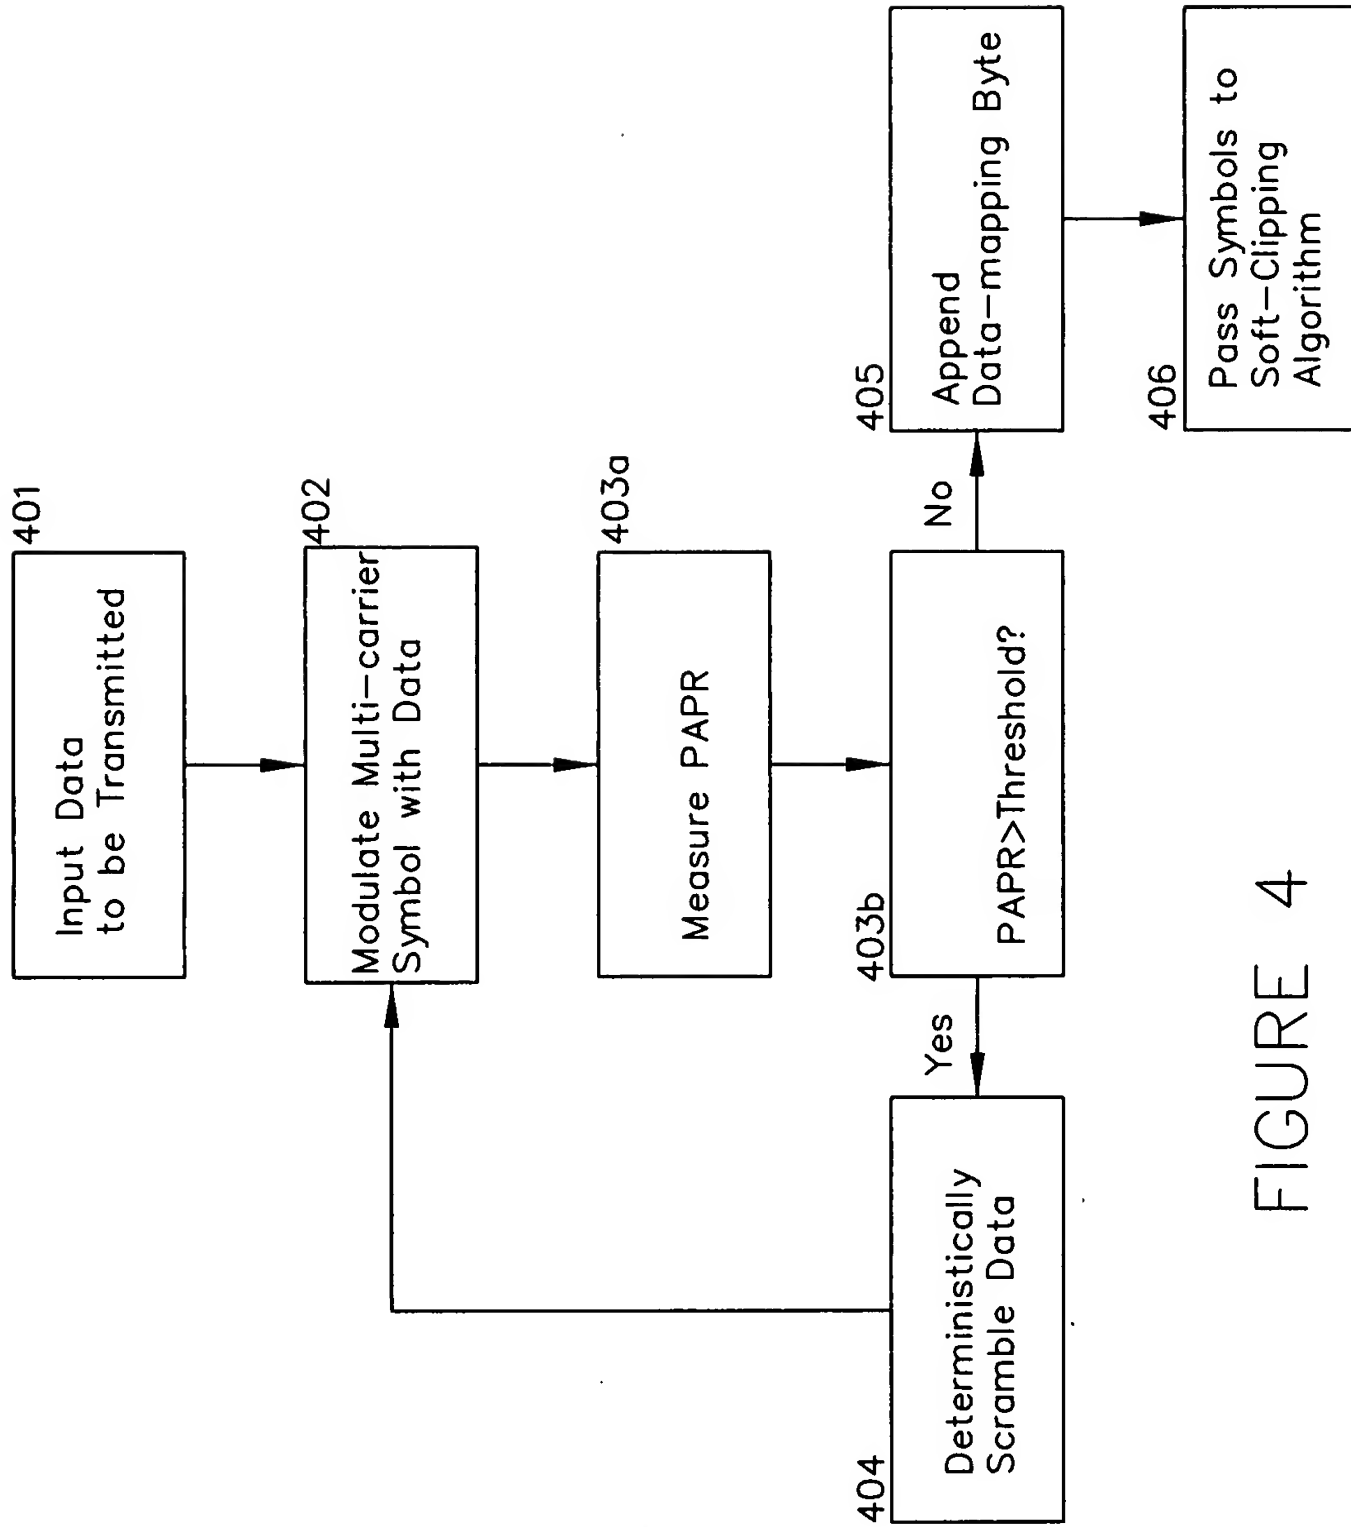 401
Input Data
to be Transmitted
402
Modulate Multi-carrier
Symbol with Data
403a
Measure PAPR
403b
PAPR>Threshold?
Yes
No
404
Deterministically
Scramble Data
405
Append
Data-mapping Byte
406
Pass Symbols to
Soft-Clipping
Algorithm
FIGURE 4